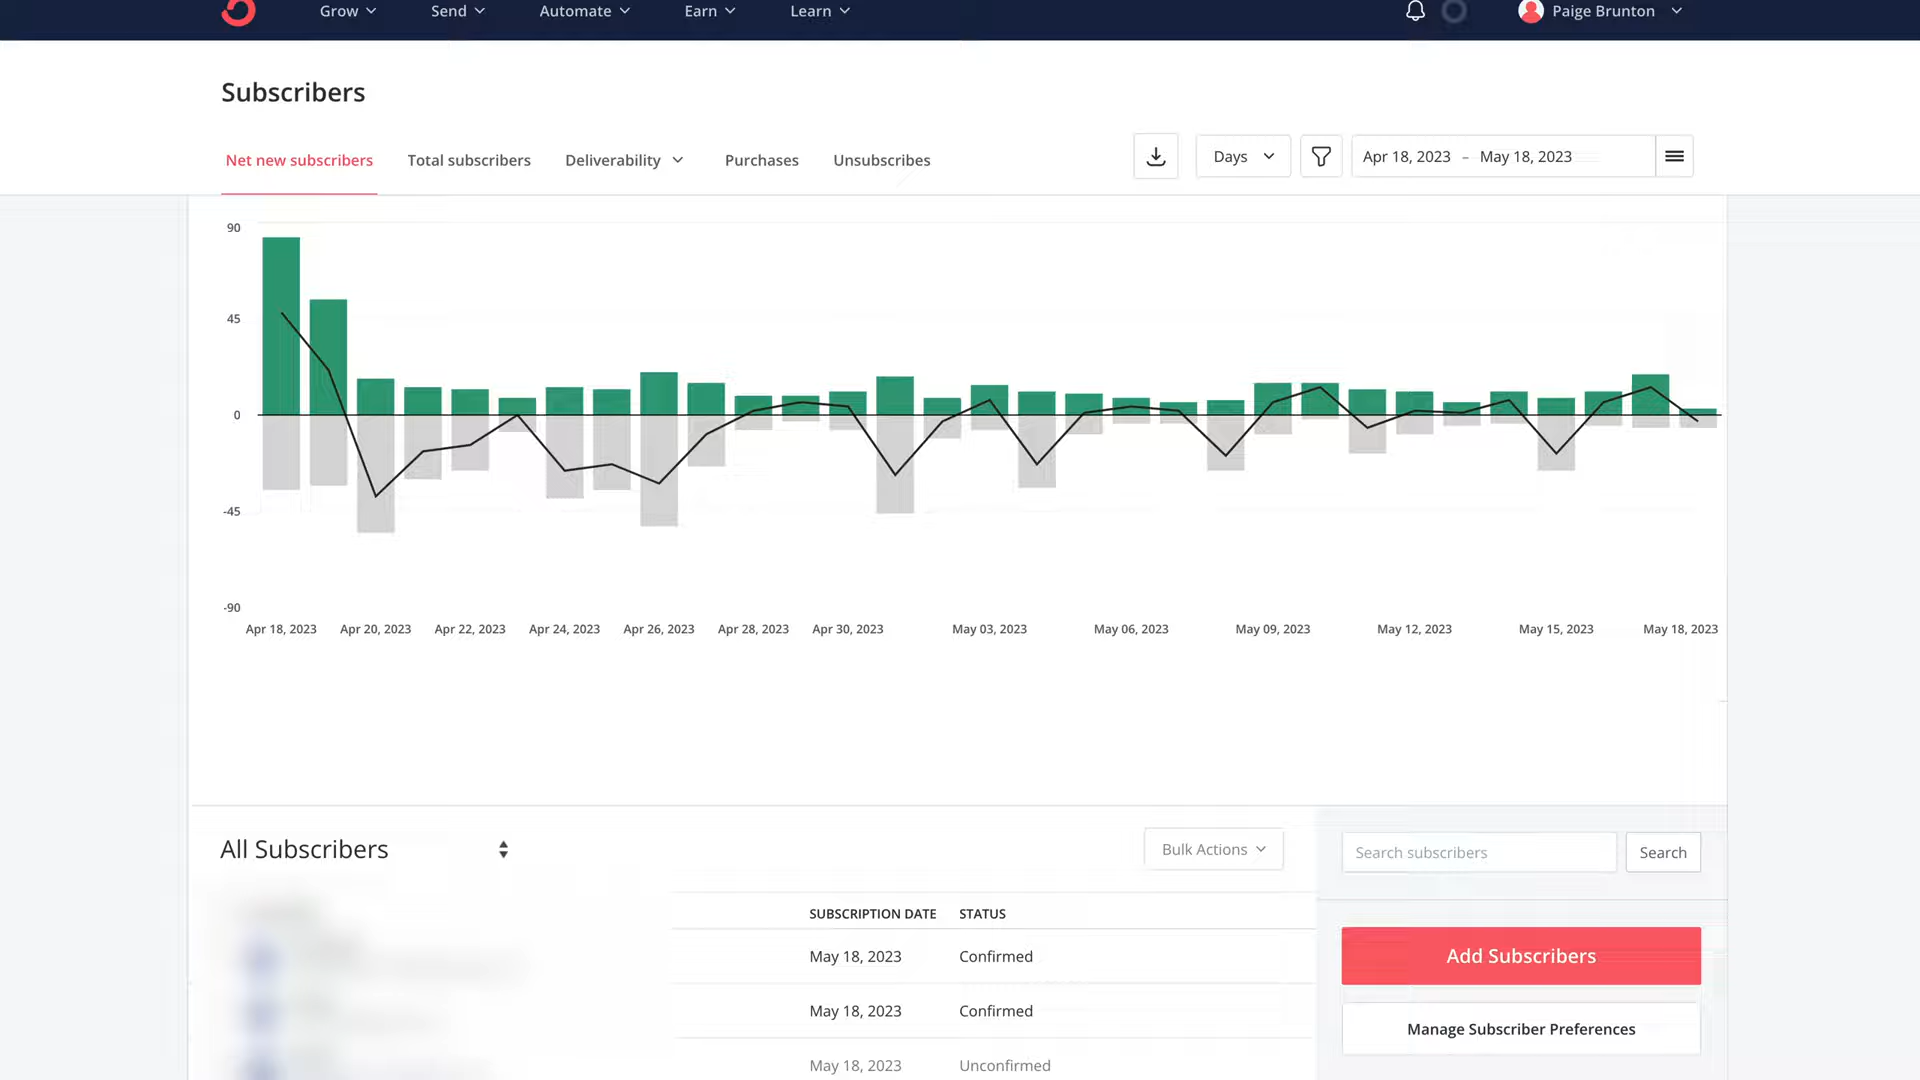 Grow Send Automate Earn Learn Paige Brunton
Subscribers
Net new subscribers Total subscribers Deliverability Purchases Unsubscribes Days Apr 18, 2023 – May 18, 2023
90
45
0
-45
-90
Apr 18, 2023 Apr 20, 2023 Apr 22, 2023 Apr 24, 2023 Apr 26, 2023 Apr 28, 2023 Apr 30, 2023 May 03, 2023 May 06, 2023 May 09, 2023 May 12, 2023 May 15, 2023 May 18, 2023
All Subscribers Bulk Actions Search subscribers Search
SUBSCRIPTION DATE STATUS
May 18, 2023 Confirmed
Add Subscribers
May 18, 2023 Confirmed
Manage Subscriber Preferences
May 18, 2023 Unconfirmed